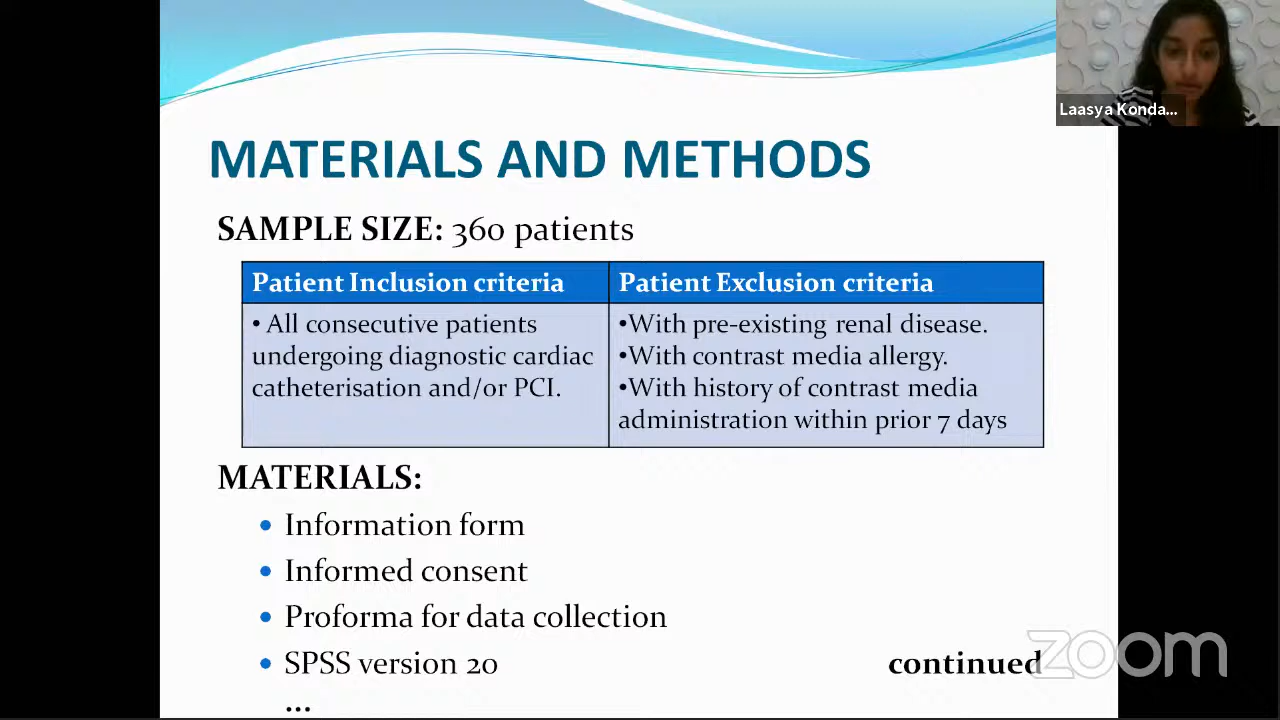 Laasya Konda...
MATERIALS AND METHODS
SAMPLE SIZE: 360 patients
Patient Inclusion criteria
• All consecutive patients
undergoing diagnostic cardiac
catheterisation and/or PCI.
Patient Exclusion criteria
•With pre-existing renal disease.
•With contrast media allergy.
•With history of contrast media
administration within prior 7 days
MATERIALS:
• Information form
• Informed consent
• Proforma for data collection
• SPSS version 20
continued
...
zoom